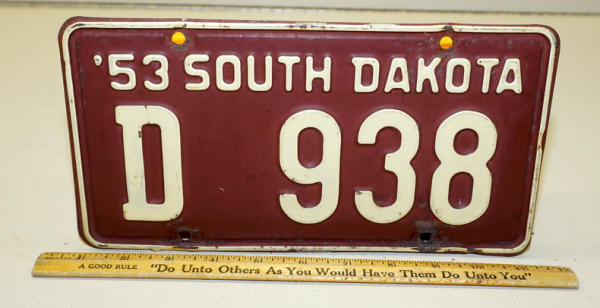 '53 SOUTH DAKOTA
D 938
A GOOD RULE "Do Unto Others As You Would Have Them Do Unto You"